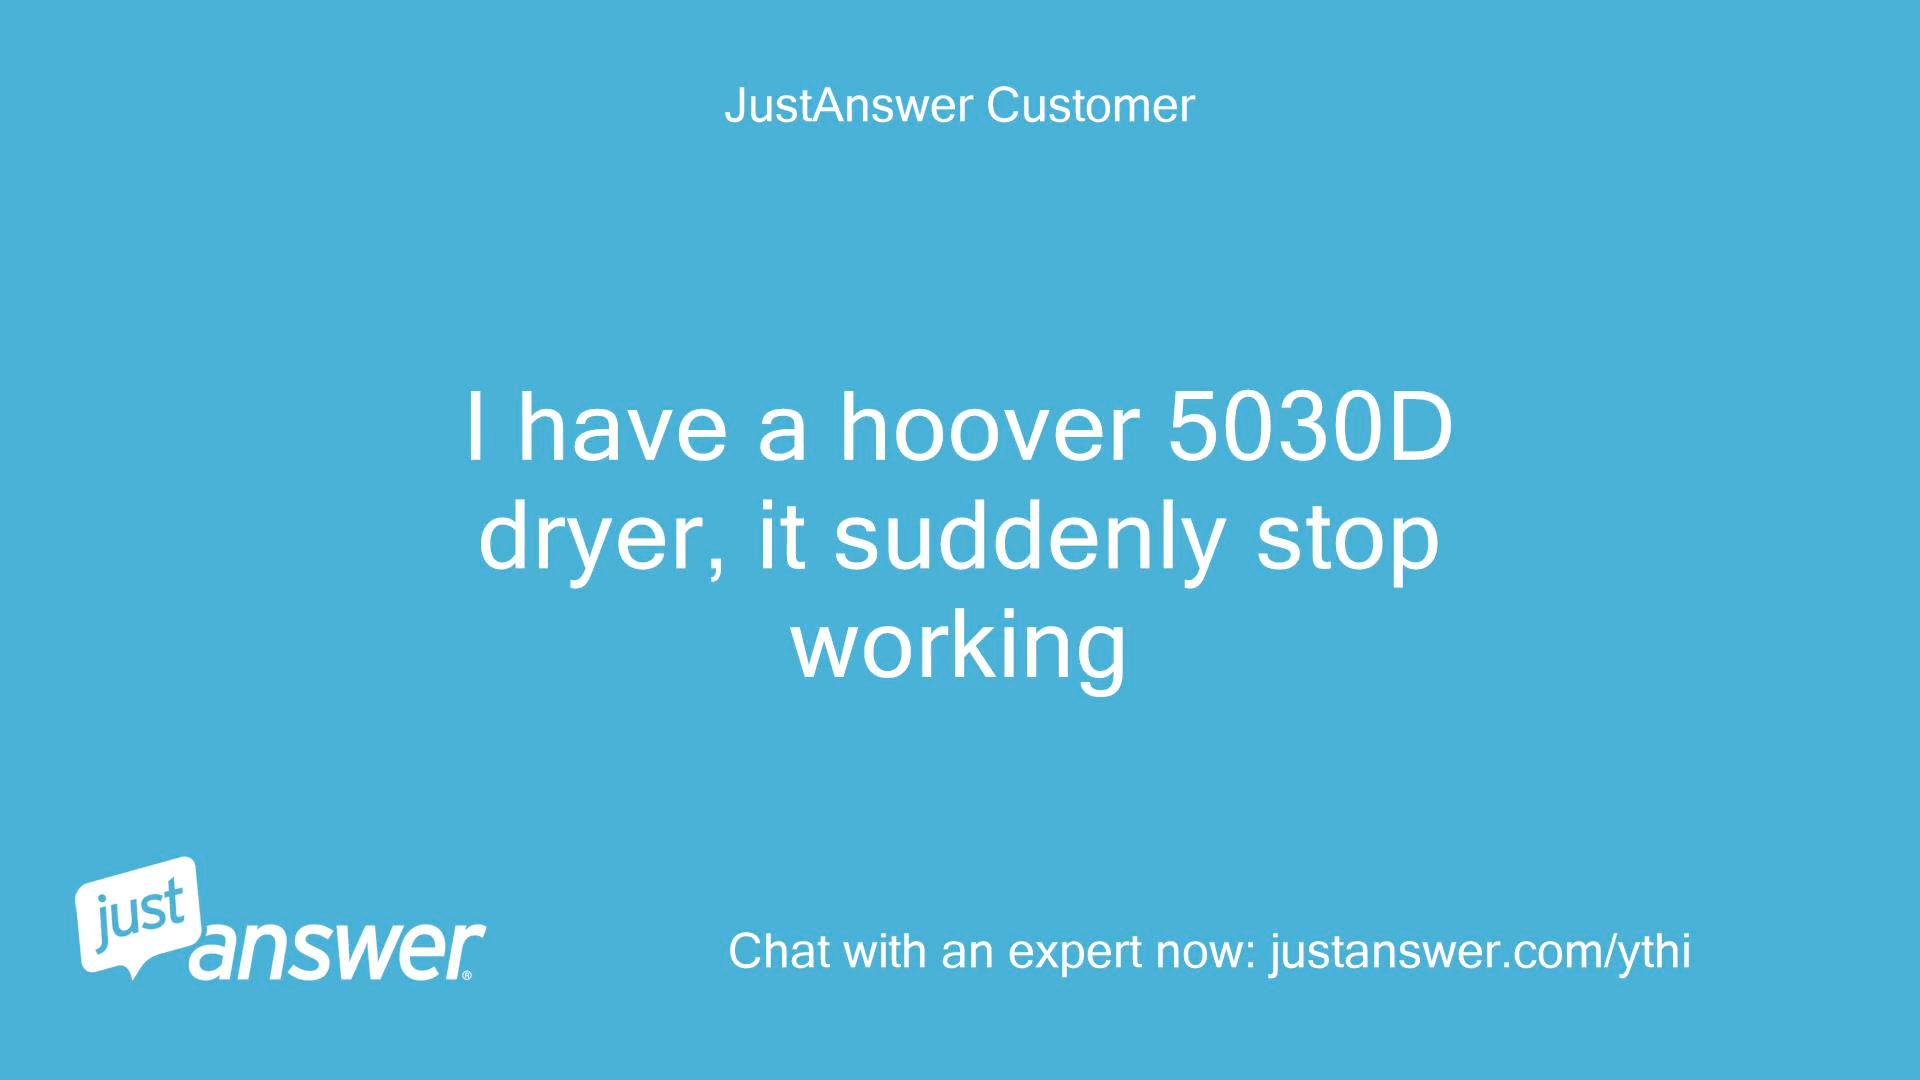 JustAnswer Customer
I have a hoover 5030D
dryer, it suddenly stop
working
just
answer®
Chat with an expert now: justanswer.com/ythi